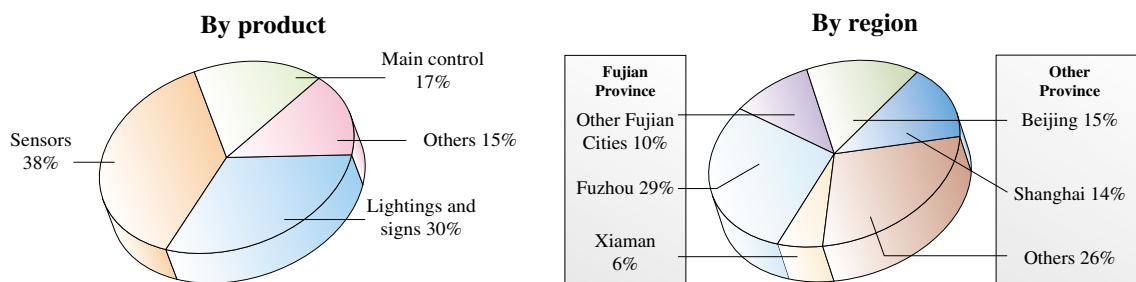 By product
Main control
17%
Sensors
38%
Others 15%
Lightings and
signs 30%
By region
Fujian
Province
Other Fujian
Cities 10%
Fuzhou 29%
Xiaman
6%
Other
Province
Beijing 15%
Shanghai 14%
Others 26%